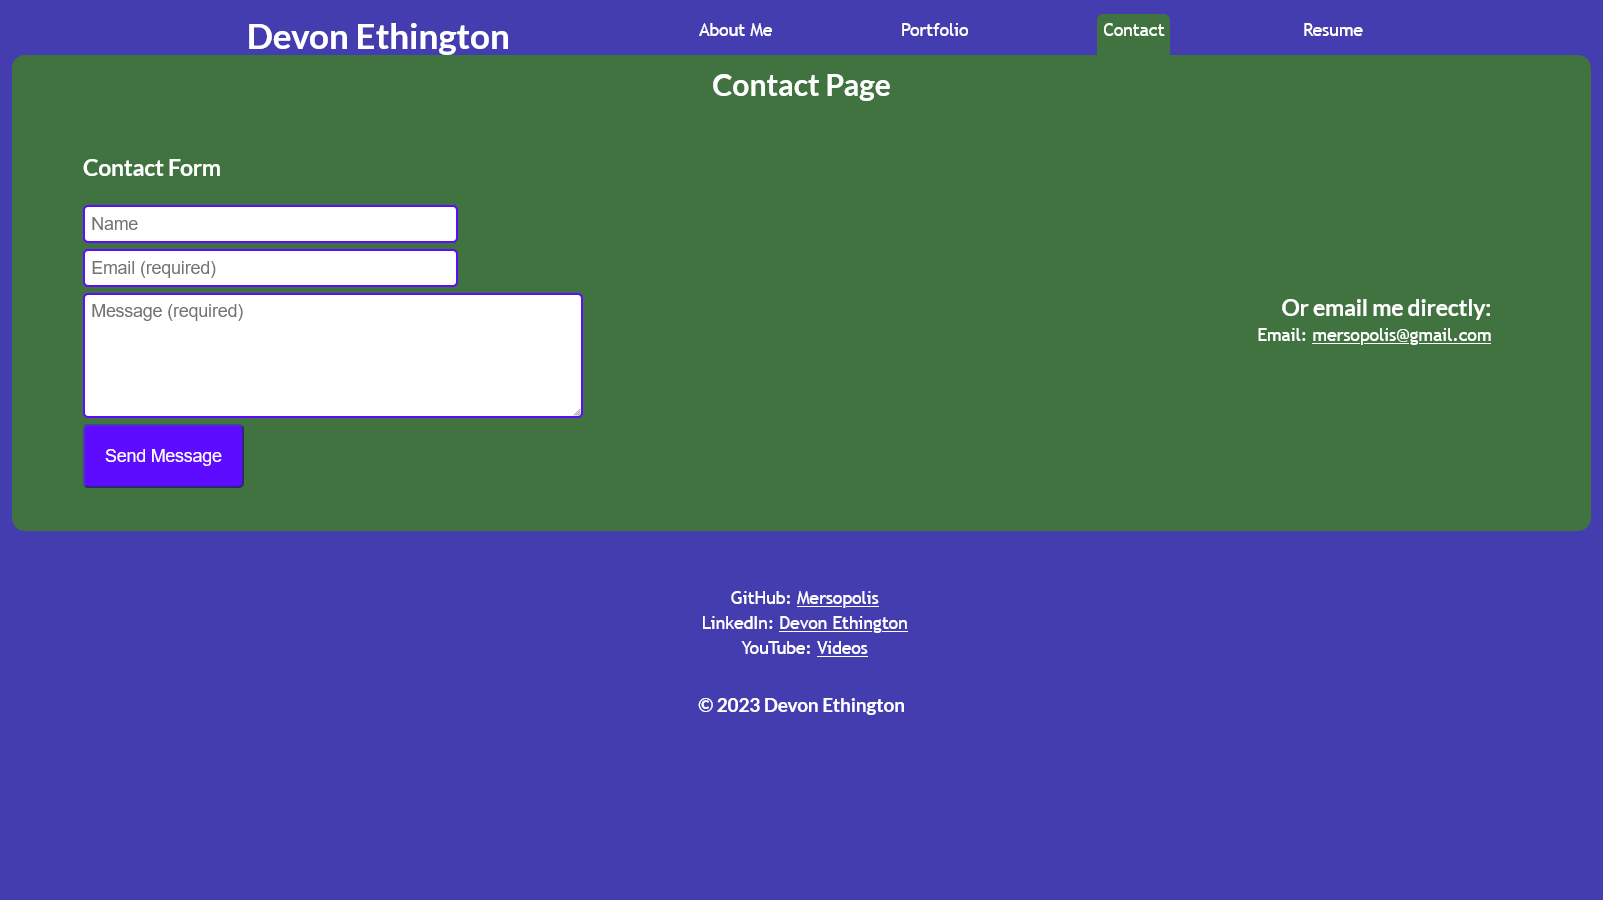 Devon Ethington
About Me
Portfolio
Contact
Resume
Contact Page
Contact Form
Name
Email (required)
Message (required)
Send Message
Or email me directly:
Email: mersopolis@gmail.com
GitHub: Mersopolis
LinkedIn: Devon Ethington
YouTube: Videos
© 2023 Devon Ethington